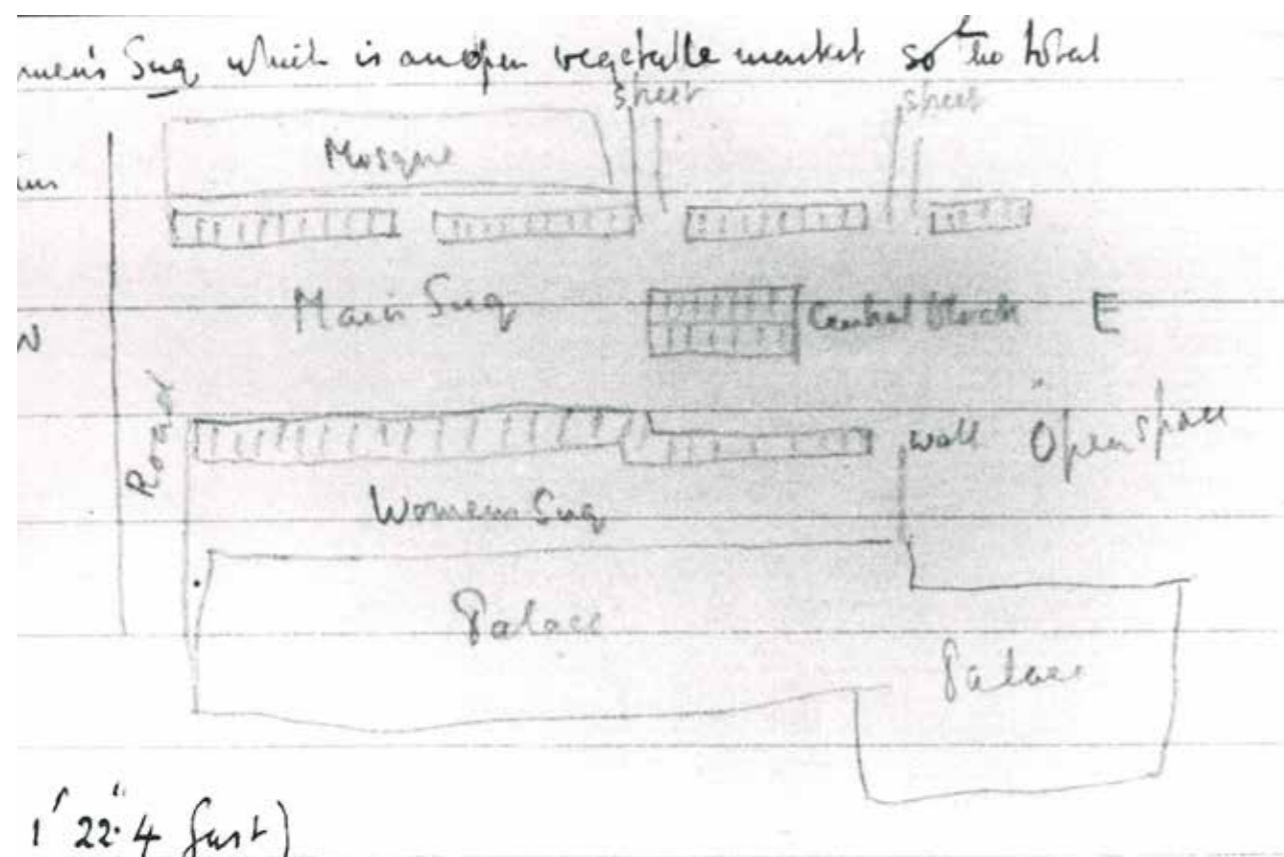 omen's Suq which is an open vegetable market so the total
street street
Mosque
Main Suq Central block E
Road
wall Open space
Womens Suq
Palace
Palace
1' 22".4 fast)